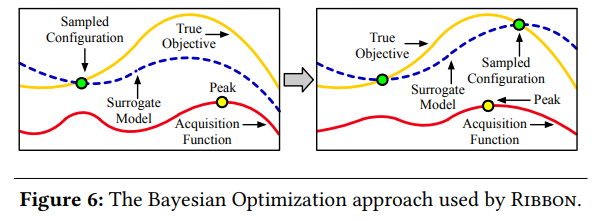 Sampled
Configuration
True
Objective
Surrogate
Model
Peak
Acquisition
Function
True
Objective
Sampled
Configuration
Surrogate
Model
Peak
Acquisition
Function
Figure 6: The Bayesian Optimization approach used by RIBBON.